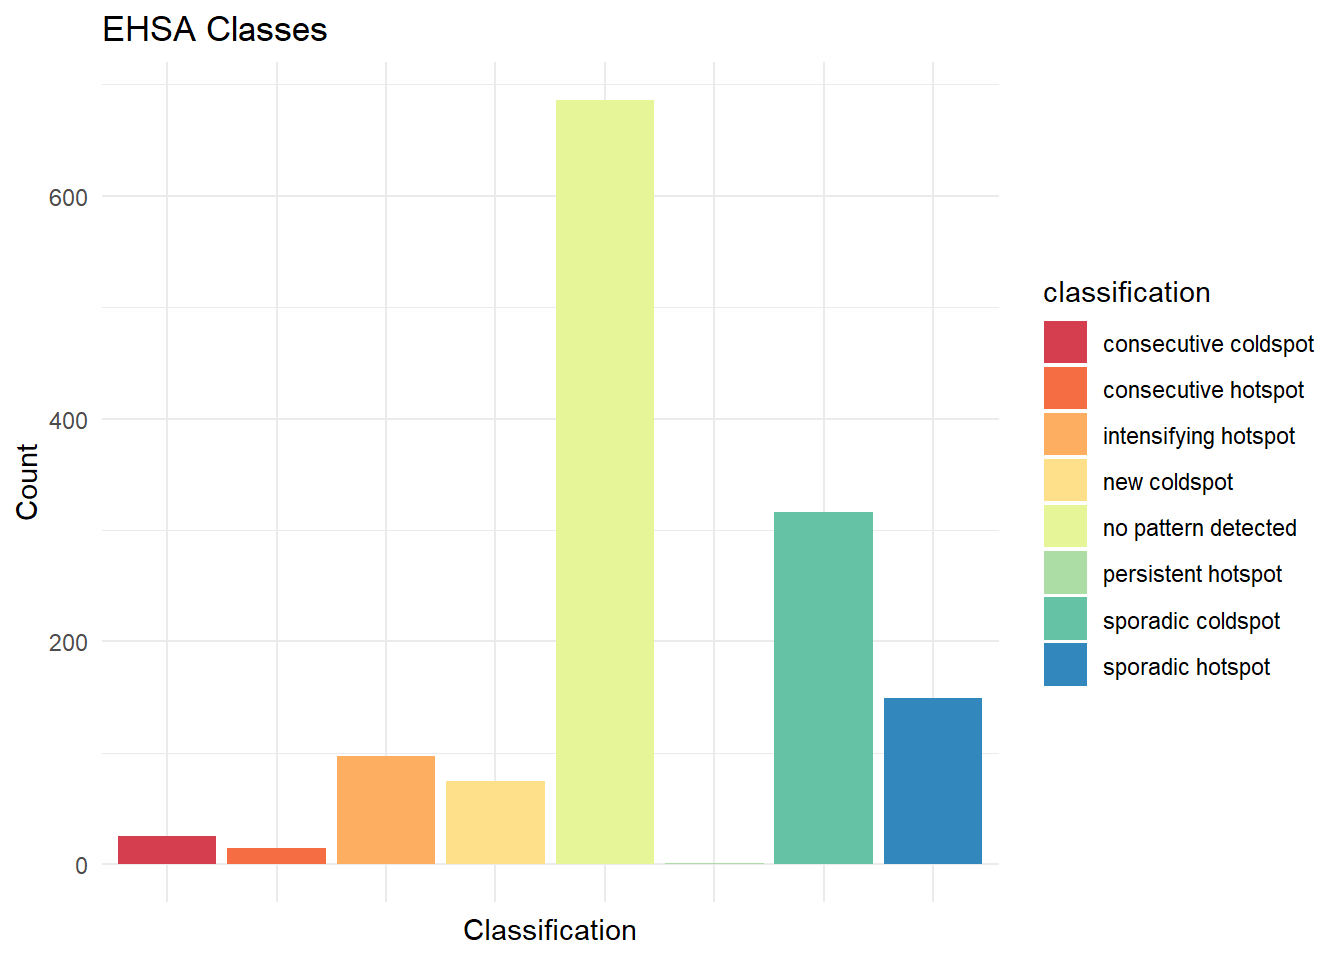 EHSA Classes
600
400
200
0
Count
Classification
classification
consecutive coldspot
consecutive hotspot
intensifying hotspot
new coldspot
no pattern detected
persistent hotspot
sporadic coldspot
sporadic hotspot